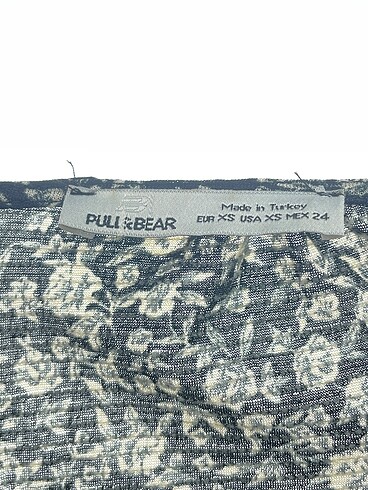 PULL&BEAR
Made in Turkey
EUR XS USA XS MEX 24